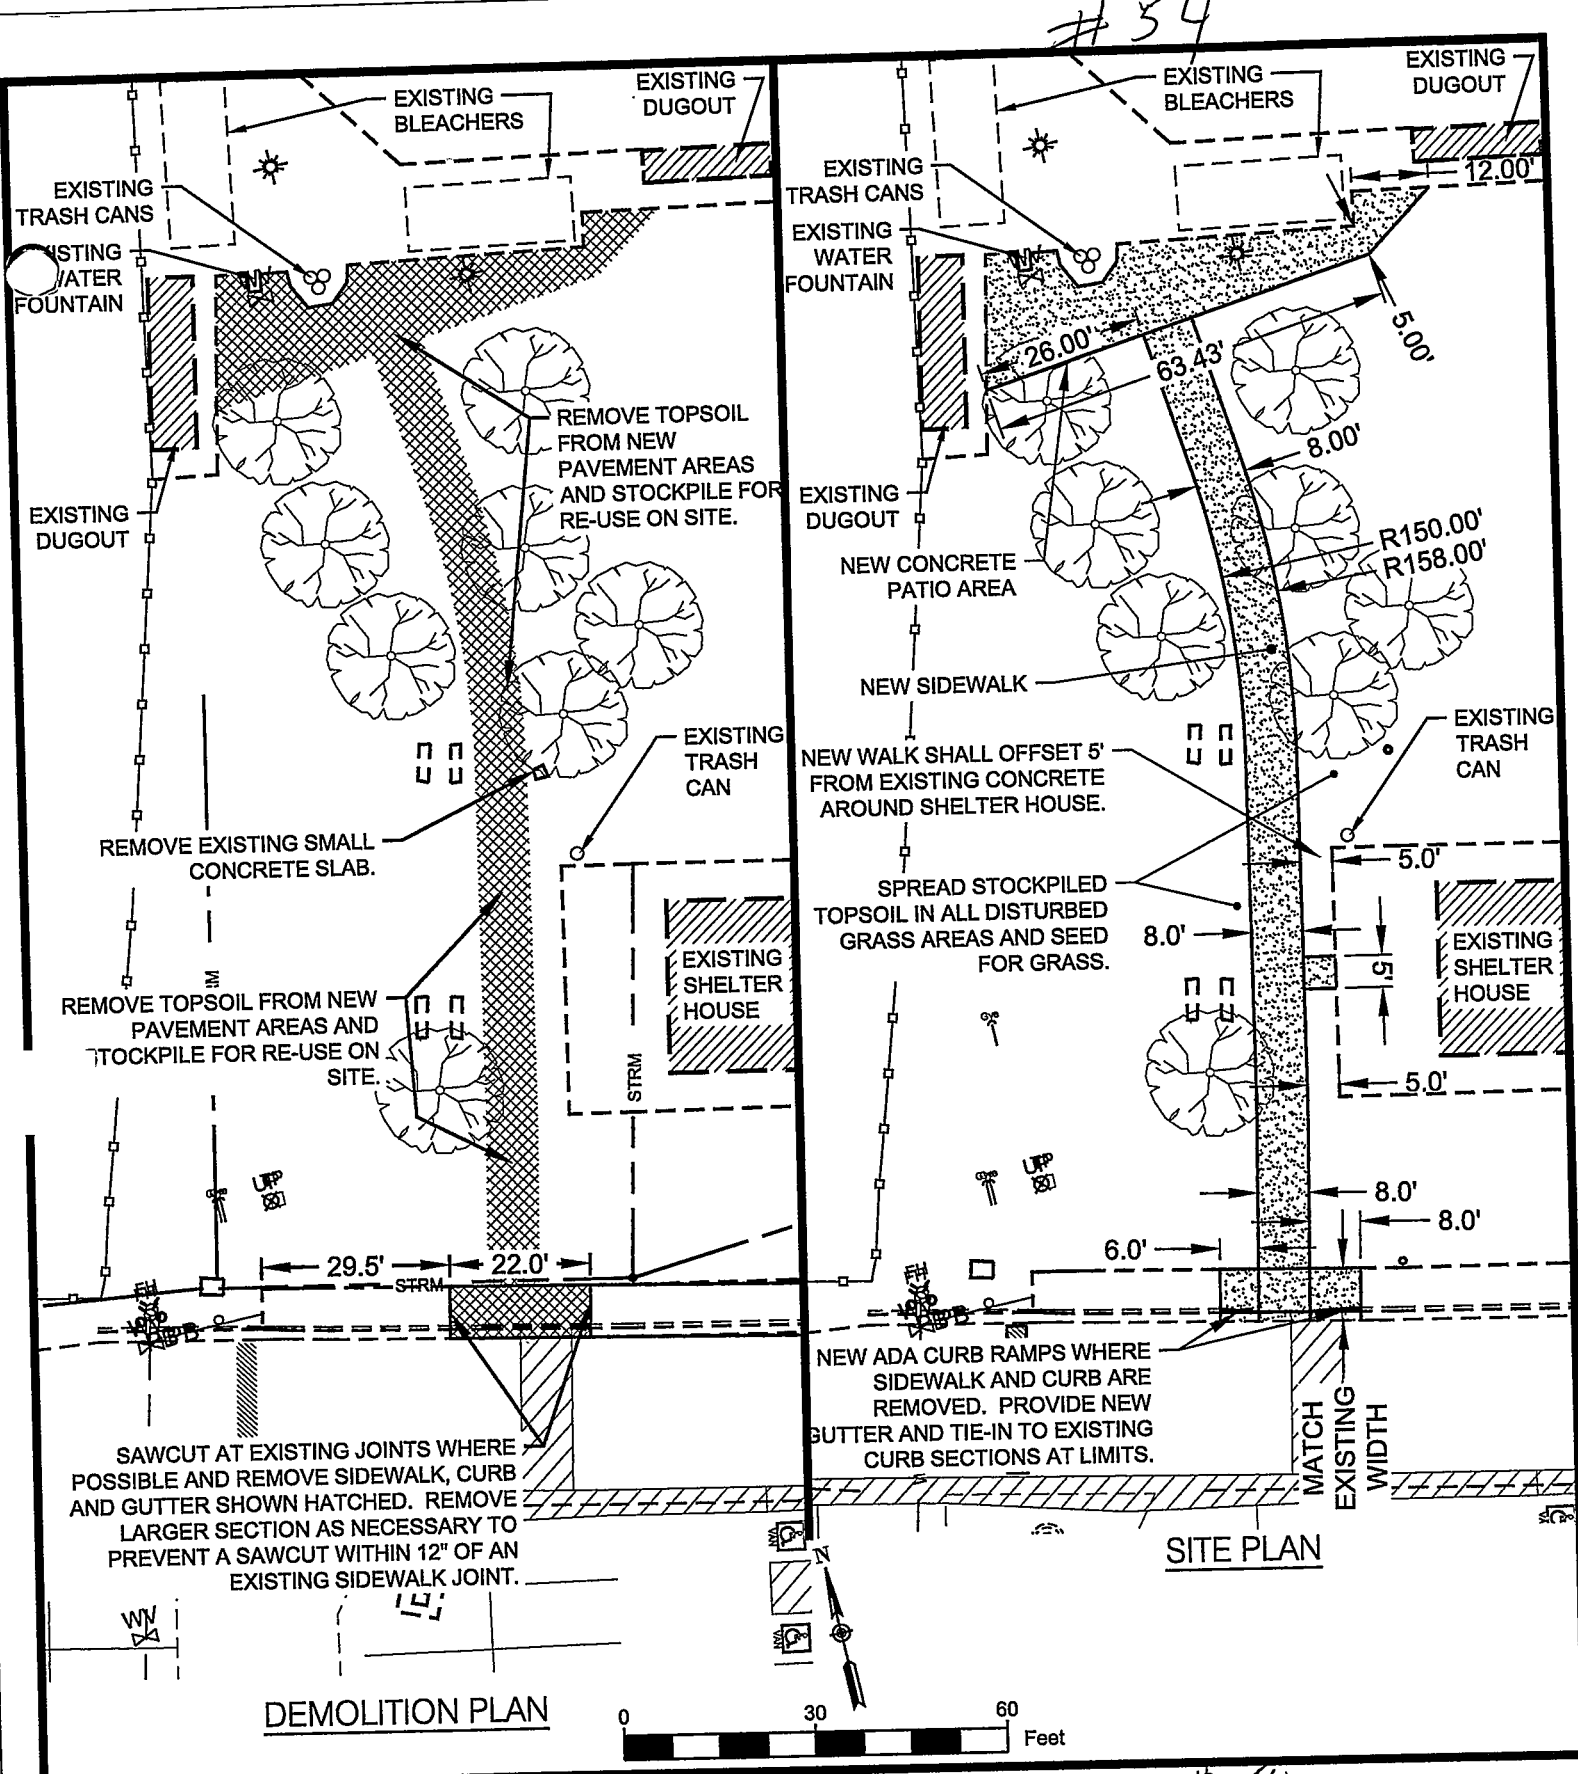 #54
EXISTING
BLEACHERS
EXISTING
DUGOUT
EXISTING
TRASH CANS
WATER
FOUNTAIN
EXISTING
DUGOUT
REMOVE TOPSOIL
FROM NEW
PAVEMENT AREAS
AND STOCKPILE FOR
RE-USE ON SITE.
EXISTING
TRASH
CAN
REMOVE EXISTING SMALL
CONCRETE SLAB.
EXISTING
SHELTER
HOUSE
REMOVE TOPSOIL FROM NEW
PAVEMENT AREAS AND
TOCKPILE FOR RE-USE ON
SITE.
M
STRM
UP
29.5'
22.0'
STRM
SAWCUT AT EXISTING JOINTS WHERE
POSSIBLE AND REMOVE SIDEWALK, CURB
AND GUTTER SHOWN HATCHED. REMOVE
LARGER SECTION AS NECESSARY TO
PREVENT A SAWCUT WITHIN 12" OF AN
EXISTING SIDEWALK JOINT.
WV
DEMOLITION PLAN
EXISTING
BLEACHERS
EXISTING
DUGOUT
EXISTING
TRASH CANS
12.00'
EXISTING
WATER
FOUNTAIN
26.00'
63.43'
5.00'
8.00'
EXISTING
DUGOUT
R150.00'
R158.00'
NEW CONCRETE
PATIO AREA
NEW SIDEWALK
EXISTING
TRASH
CAN
NEW WALK SHALL OFFSET 5'
FROM EXISTING CONCRETE
AROUND SHELTER HOUSE.
5.0'
SPREAD STOCKPILED
TOPSOIL IN ALL DISTURBED
GRASS AREAS AND SEED
FOR GRASS.
8.0'
5'
EXISTING
SHELTER
HOUSE
5.0'
UP
8.0'
8.0'
6.0'
NEW ADA CURB RAMPS WHERE
SIDEWALK AND CURB ARE
REMOVED. PROVIDE NEW
GUTTER AND TIE-IN TO EXISTING
CURB SECTIONS AT LIMITS.
MATCH
EXISTING
WIDTH
SITE PLAN
VAN
VAN
N
0 30 60
Feet